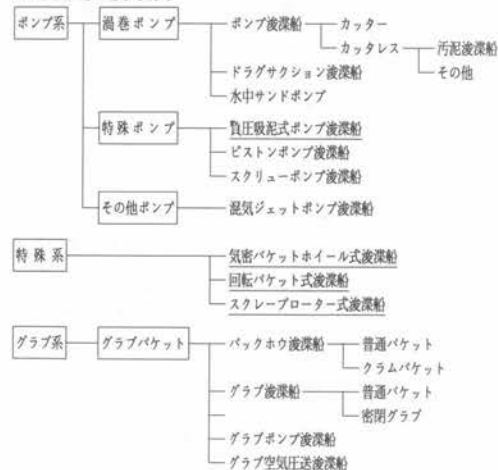 ポンプ系 渦巻ポンプ ポンプ浚渫船 カッター
カッタレス 汚泥浚渫船
その他
ドラグサクション浚渫船
水中サンドポンプ
特殊ポンプ 負圧吸泥式ポンプ浚渫船
ピストンポンプ浚渫船
スクリューポンプ浚渫船
その他ポンプ 混気ジェットポンプ浚渫船
特殊系 気密バケットホイール式浚渫船
回転バケット式浚渫船
スクレープローター式浚渫船
グラブ系 グラブバケット バックホウ浚渫船 普通バケット
クラムバケット
グラブ浚渫船 普通バケット
密閉グラブ
グラブポンプ浚渫船
グラブ空気圧送浚渫船